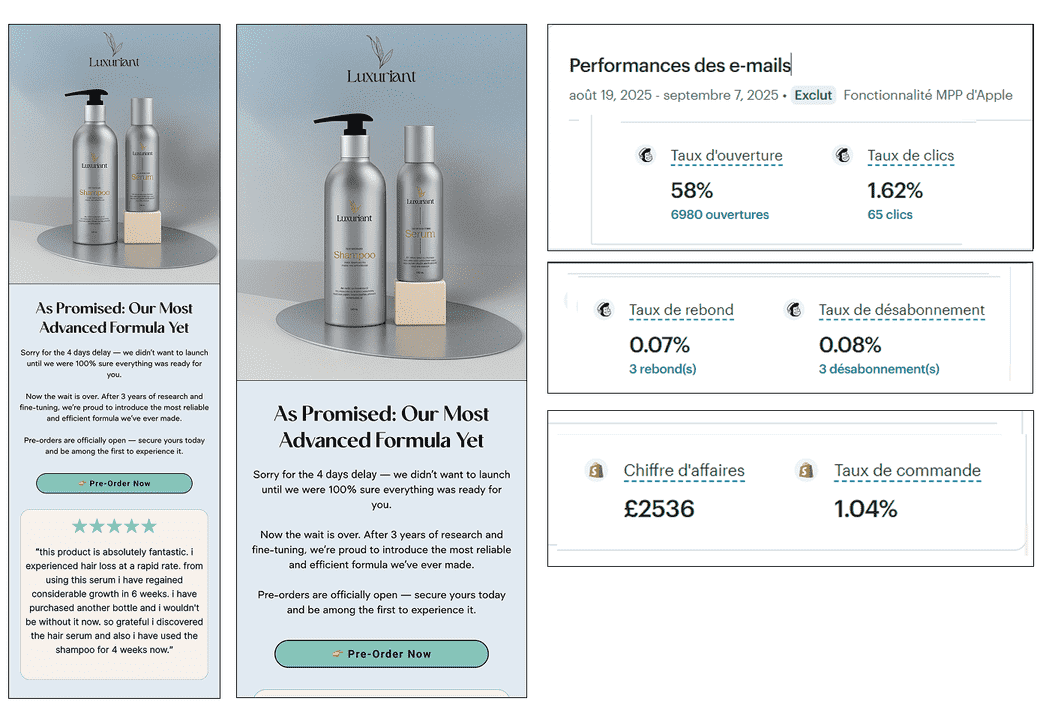 Luxuriant
Luxuriant
Shampoo
Luxuriant
Serum
As Promised: Our Most
Advanced Formula Yet
Sorry for the 4 days delay — we didn't want to launch
until we were 100% sure everything was ready for
you.
Now the wait is over. After 3 years of research and
fine-tuning, we're proud to introduce the most reliable
and efficient formula we've ever made.
Pre-orders are officially open — secure yours today
and be among the first to experience it.
👉 Pre-Order Now
★★★★★
"this product is absolutely fantastic. i
experienced hair loss at a rapid rate. from
using this serum i have regained
considerable growth in 6 weeks. i have
purchased another bottle and i wouldn't
be without it now. so grateful i discovered
the hair serum and also i have used the
shampoo for 4 weeks now."
Luxuriant
Luxuriant
Shampoo
Luxuriant
Serum
As Promised: Our Most
Advanced Formula Yet
Sorry for the 4 days delay — we didn't want to launch
until we were 100% sure everything was ready for
you.
Now the wait is over. After 3 years of research and
fine-tuning, we're proud to introduce the most reliable
and efficient formula we've ever made.
Pre-orders are officially open — secure yours today
and be among the first to experience it.
👉 Pre-Order Now
Performances des e-mails
août 19, 2025 - septembre 7, 2025 • Exclut Fonctionnalité MPP d'Apple
Taux d'ouverture Taux de clics
58% 1.62%
6980 ouvertures 65 clics
Taux de rebond Taux de désabonnement
0.07% 0.08%
3 rebond(s) 3 désabonnement(s)
Chiffre d'affaires Taux de commande
£2536 1.04%